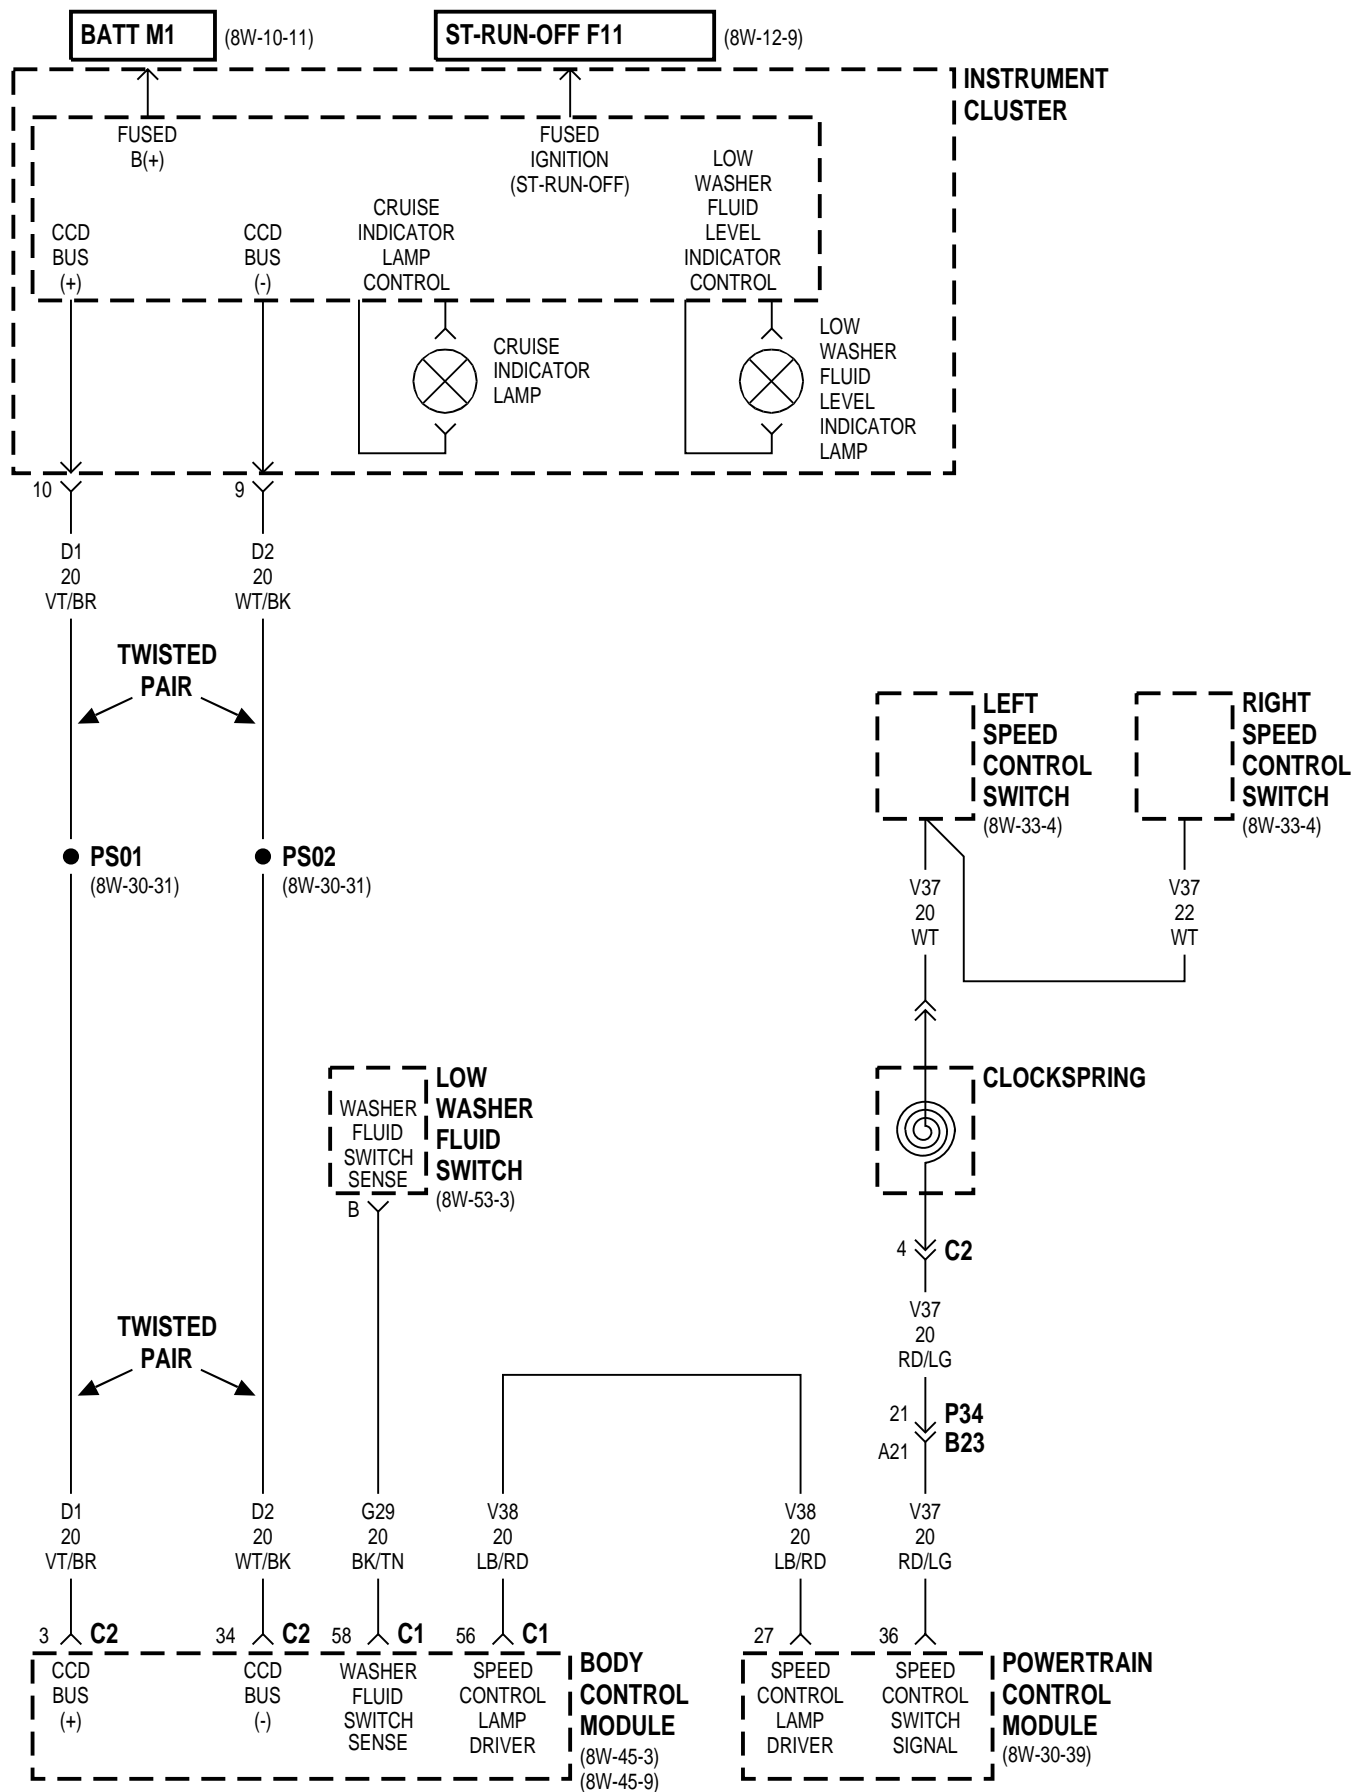 BATT M1
(8W-10-11)
ST-RUN-OFF F11
(8W-12-9)
INSTRUMENT
CLUSTER
FUSED
B(+)
FUSED
IGNITION
(ST-RUN-OFF)
LOW
WASHER
FLUID
LEVEL
INDICATOR
CONTROL
CRUISE
INDICATOR
LAMP
CONTROL
CCD
BUS
(+)
CCD
BUS
(-)
CRUISE
INDICATOR
LAMP
LOW
WASHER
FLUID
LEVEL
INDICATOR
LAMP
10
9
D1
20
VT/BR
D2
20
WT/BK
TWISTED
PAIR
LEFT
SPEED
CONTROL
SWITCH
(8W-33-4)
RIGHT
SPEED
CONTROL
SWITCH
(8W-33-4)
PS01
(8W-30-31)
PS02
(8W-30-31)
V37
20
WT
V37
22
WT
LOW
WASHER
FLUID
SWITCH
(8W-53-3)
WASHER
FLUID
SWITCH
SENSE
B
CLOCKSPRING
4
C2
V37
20
RD/LG
TWISTED
PAIR
21
P34
A21
B23
D1
20
VT/BR
D2
20
WT/BK
G29
20
BK/TN
V38
20
LB/RD
V38
20
LB/RD
V37
20
RD/LG
3
C2
34
C2
58
C1
56
C1
27
36
CCD
BUS
(+)
CCD
BUS
(-)
WASHER
FLUID
SWITCH
SENSE
SPEED
CONTROL
LAMP
DRIVER
BODY
CONTROL
MODULE
(8W-45-3)
(8W-45-9)
SPEED
CONTROL
LAMP
DRIVER
SPEED
CONTROL
SWITCH
SIGNAL
POWERTRAIN
CONTROL
MODULE
(8W-30-39)